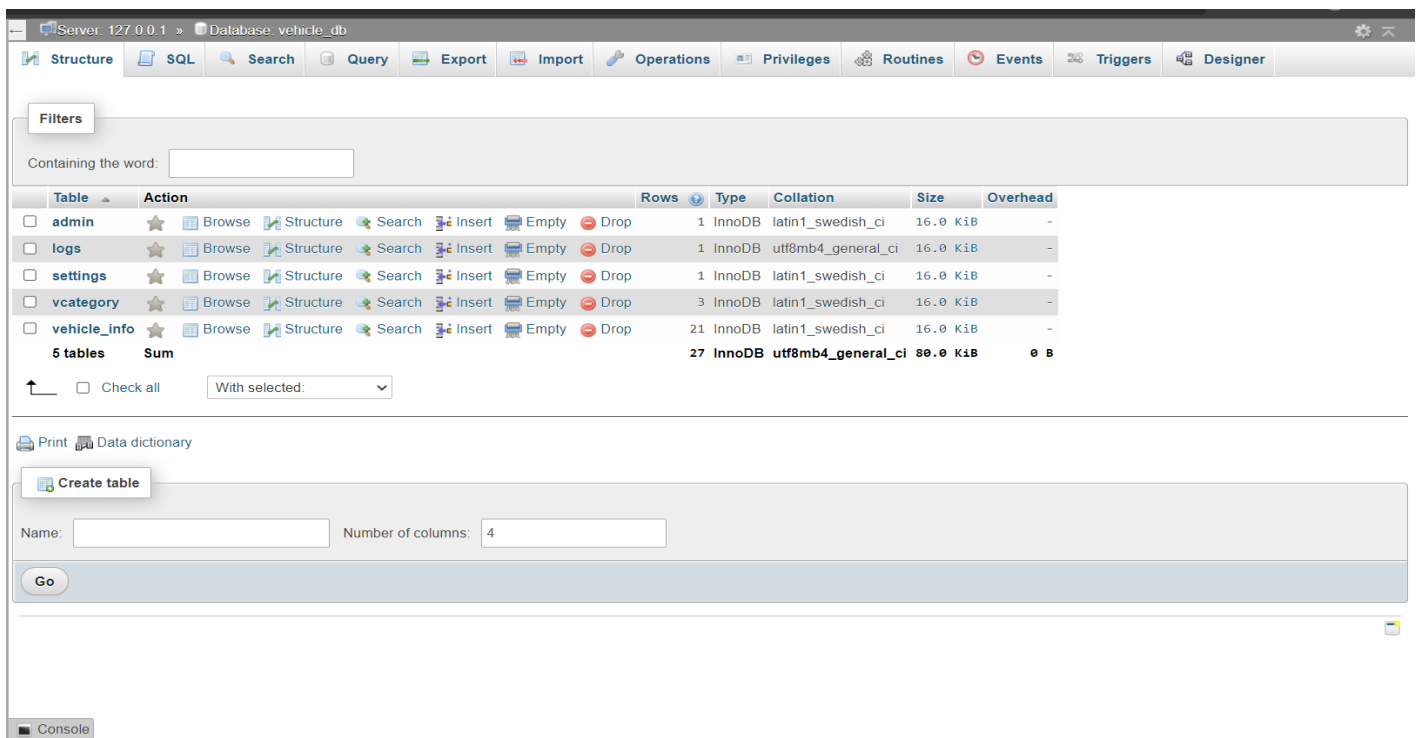 Server: 127.0.0.1 » Database: vehicle_db
Structure SQL Search Query Export Import Operations Privileges Routines Events Triggers Designer
Filters
Containing the word:
Table Action Rows Type Collation Size Overhead
admin Browse Structure Search Insert Empty Drop 1 InnoDB latin1_swedish_ci 16.0 KiB -
logs Browse Structure Search Insert Empty Drop 1 InnoDB utf8mb4_general_ci 16.0 KiB -
settings Browse Structure Search Insert Empty Drop 1 InnoDB latin1_swedish_ci 16.0 KiB -
vcategory Browse Structure Search Insert Empty Drop 3 InnoDB latin1_swedish_ci 16.0 KiB -
vehicle_info Browse Structure Search Insert Empty Drop 21 InnoDB latin1_swedish_ci 16.0 KiB -
5 tables Sum 27 InnoDB utf8mb4_general_ci 80.0 KiB 0 B
Check all With selected:
Print Data dictionary
Create table
Name: Number of columns: 4
Go
Console